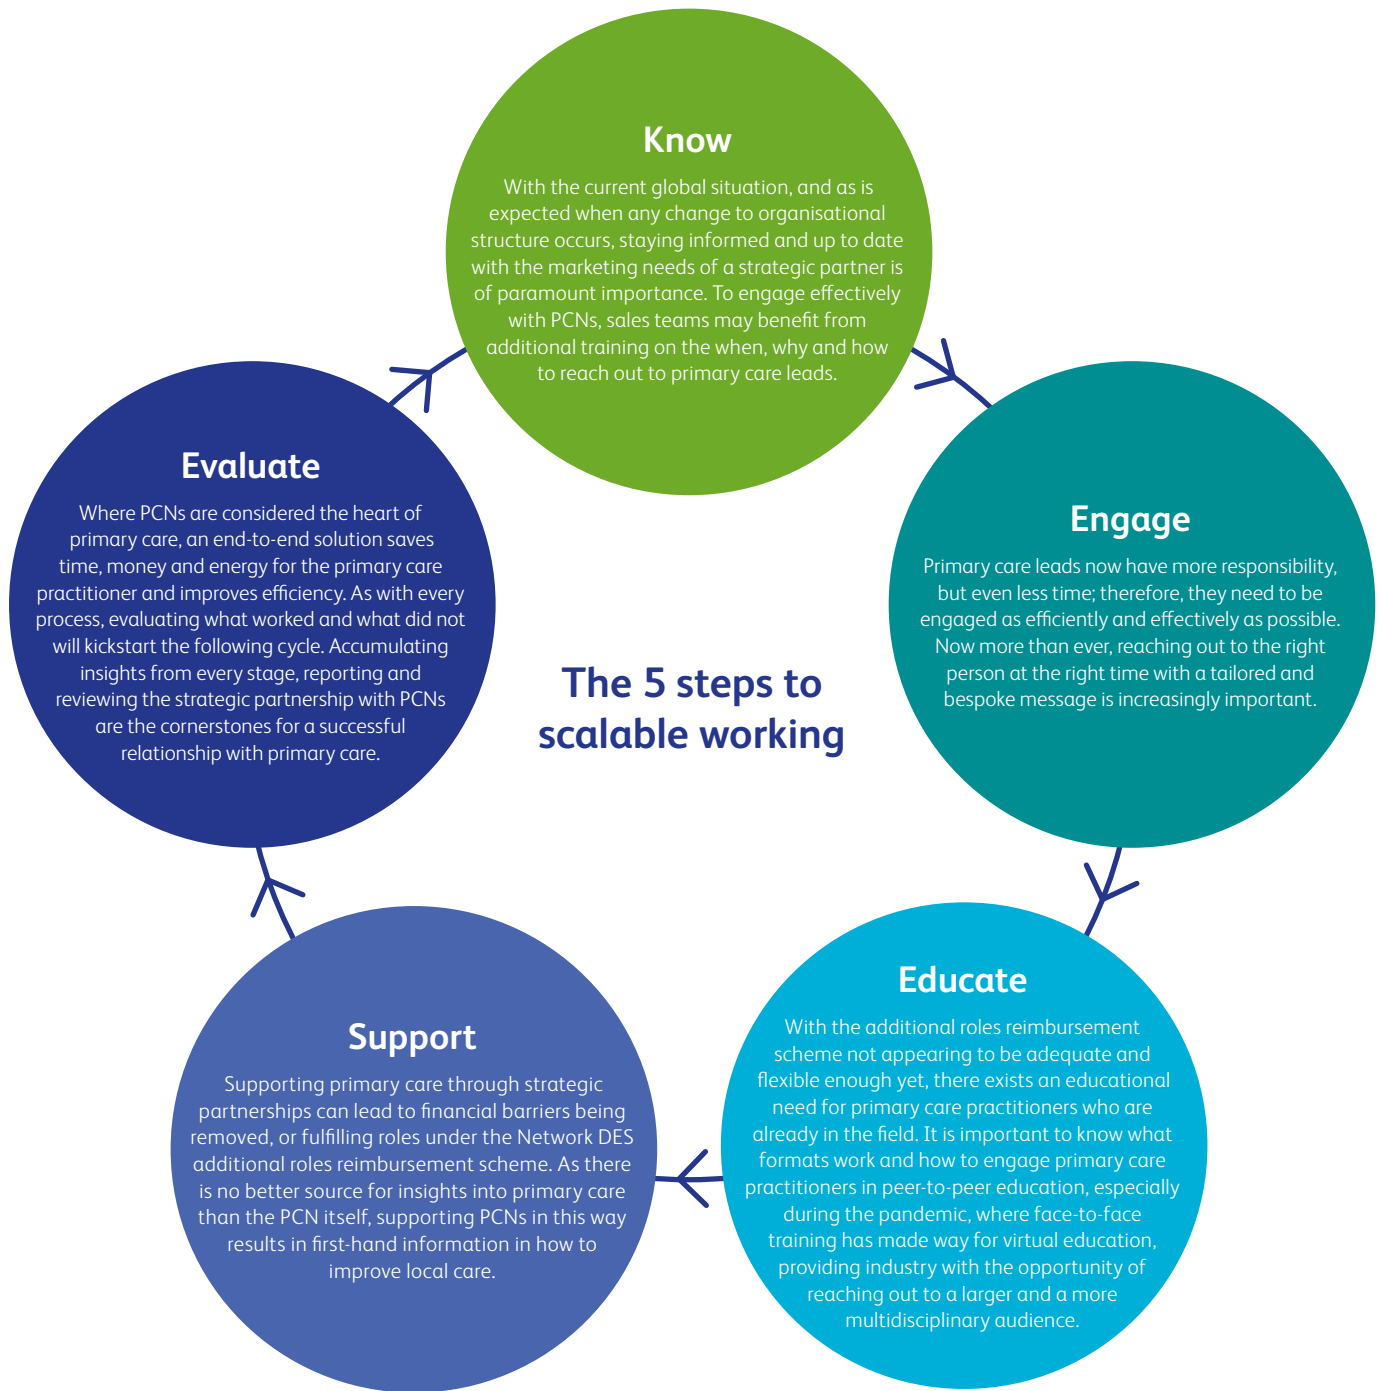 Know
With the current global situation, and as is
expected when any change to organisational
structure occurs, staying informed and up to date
with the marketing needs of a strategic partner is
of paramount importance. To engage effectively
with PCNs, sales teams may benefit from
additional training on the when, why and how
to reach out to primary care leads.
Engage
Primary care leads now have more responsibility,
but even less time; therefore, they need to be
engaged as efficiently and effectively as possible.
Now more than ever, reaching out to the right
person at the right time with a tailored and
bespoke message is increasingly important.
Educate
With the additional roles reimbursement
scheme not appearing to be adequate and
flexible enough yet, there exists an educational
need for primary care practitioners who are
already in the field. It is important to know what
formats work and how to engage primary care
practitioners in peer-to-peer education, especially
during the pandemic, where face-to-face
training has made way for virtual education,
providing industry with the opportunity of
reaching out to a larger and a more
multidisciplinary audience.
Support
Supporting primary care through strategic
partnerships can lead to financial barriers being
removed, or fulfilling roles under the Network DES
additional roles reimbursement scheme. As there
is no better source for insights into primary care
than the PCN itself, supporting PCNs in this way
results in first-hand information in how to
improve local care.
Evaluate
Where PCNs are considered the heart of
primary care, an end-to-end solution saves
time, money and energy for the primary care
practitioner and improves efficiency. As with every
process, evaluating what worked and what did not
will kickstart the following cycle. Accumulating
insights from every stage, reporting and
reviewing the strategic partnership with PCNs
are the cornerstones for a successful
relationship with primary care.
The 5 steps to
scalable working